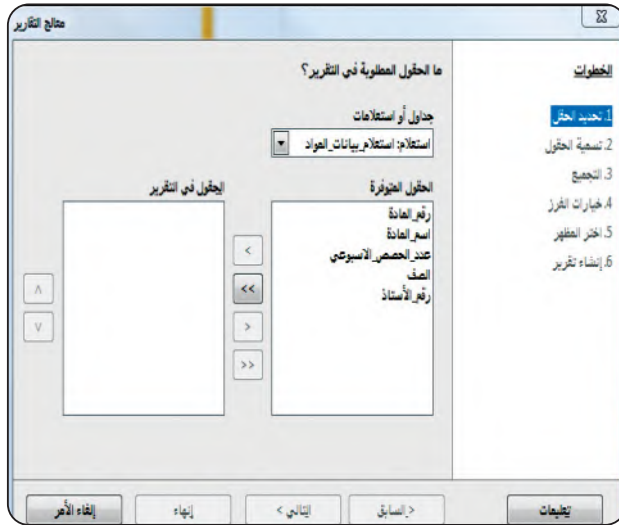 معالج التقارير
الخطوات
1. تحديد الحقل
2. تسمية الحقول
3. التجميع
4. خيارات الفرز
5. اختر المظهر
6. إنشاء تقرير
ما الحقول المطلوبة في التقرير؟
جداول أو استعلامات
استعلام: استعلام_بيانات_المواد
الحقول المتوفرة
رقم_المادة
اسم_المادة
عدد_الحصص_الاسبوعي
الصف
رقم_الأستاذ
الحقول في التقرير
>
>>
<
<<
تعليمات
< السابق
التالي >
إنهاء
إلغاء الأمر